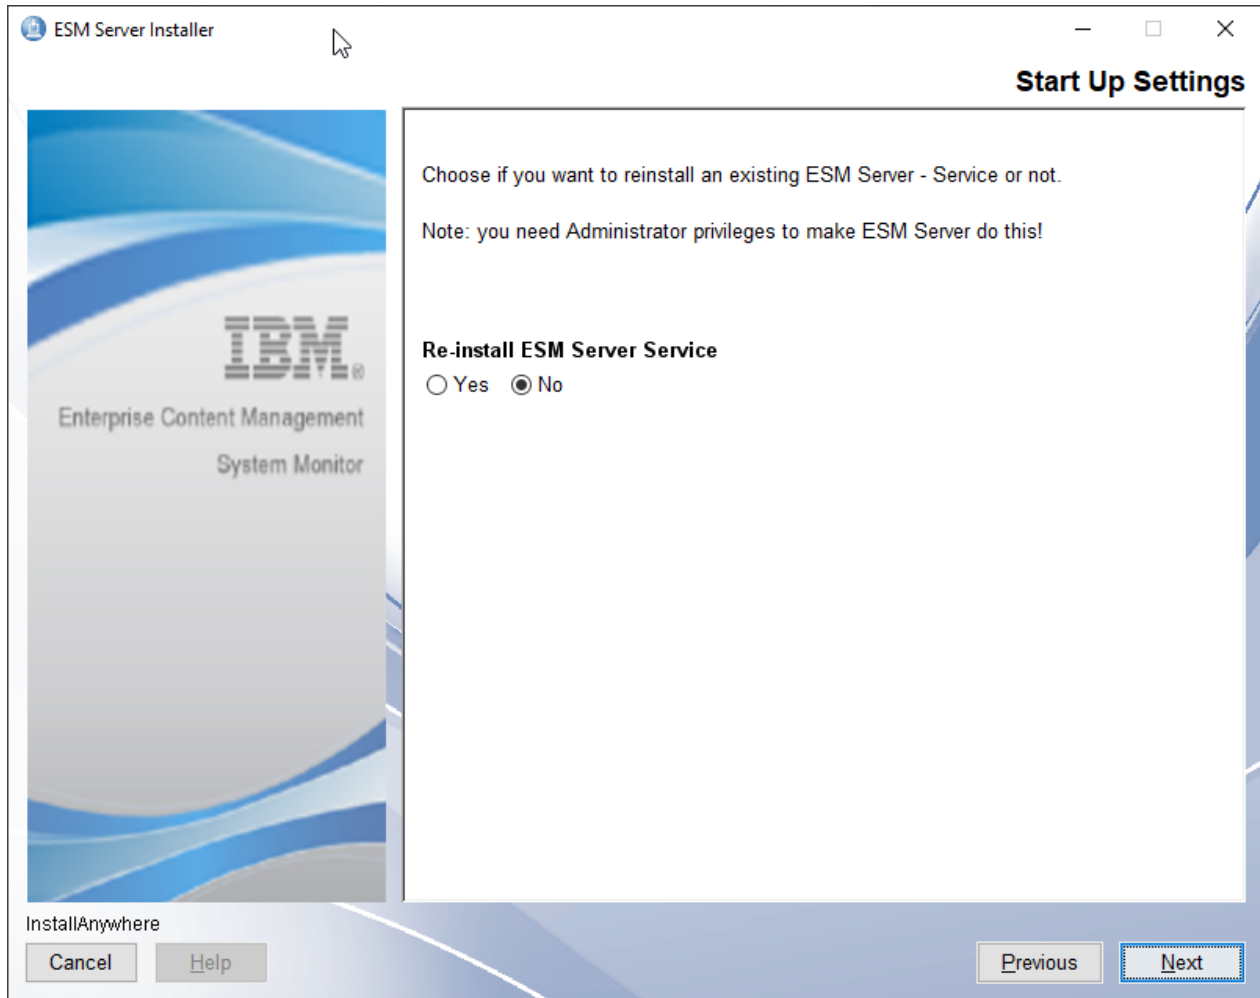 ESM Server Installer
Start Up Settings
IBM®
Enterprise Content Management
System Monitor
Choose if you want to reinstall an existing ESM Server - Service or not.
Note: you need Administrator privileges to make ESM Server do this!
Re-install ESM Server Service
Yes No
InstallAnywhere
Cancel Help Previous Next